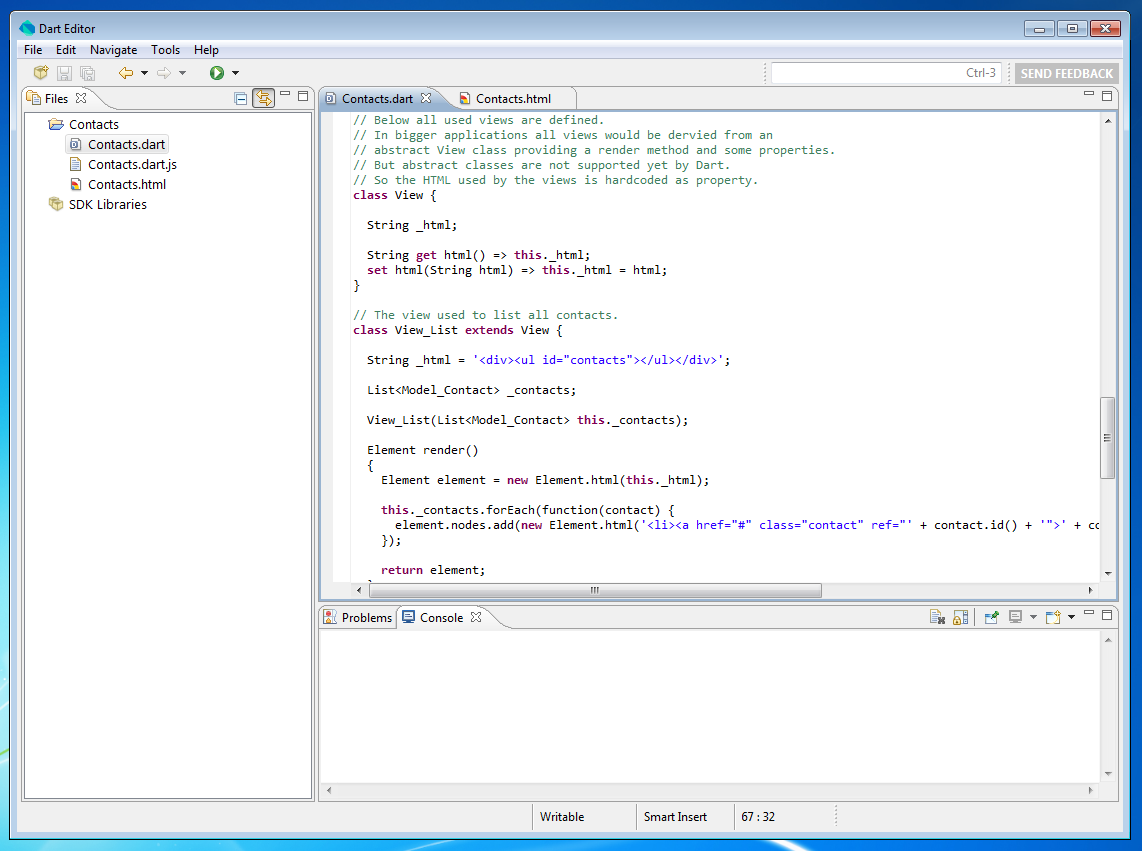 Dart Editor
File Edit Navigate Tools Help
Ctrl-3 SEND FEEDBACK
Files
Contacts
Contacts.dart
Contacts.dart.js
Contacts.html
SDK Libraries
Contacts.dart Contacts.html
// Below all used views are defined.
// In bigger applications all views would be dervied from an
// abstract View class providing a render method and some properties.
// But abstract classes are not supported yet by Dart.
// So the HTML used by the views is hardcoded as property.
class View {
String _html;
String get html() => this._html;
set html(String html) => this._html = html;
}
// The view used to list all contacts.
class View_List extends View {
String _html = '<div><ul id="contacts"></ul></div>';
List<Model_Contact> _contacts;
View_List(List<Model_Contact> this._contacts);
Element render()
{
Element element = new Element.html(this._html);
this._contacts.forEach(function(contact) {
element.nodes.add(new Element.html('<li><a href="#" class="contact" ref="' + contact.id() + '">' + co
});
return element;
Problems Console
Writable Smart Insert 67 : 32